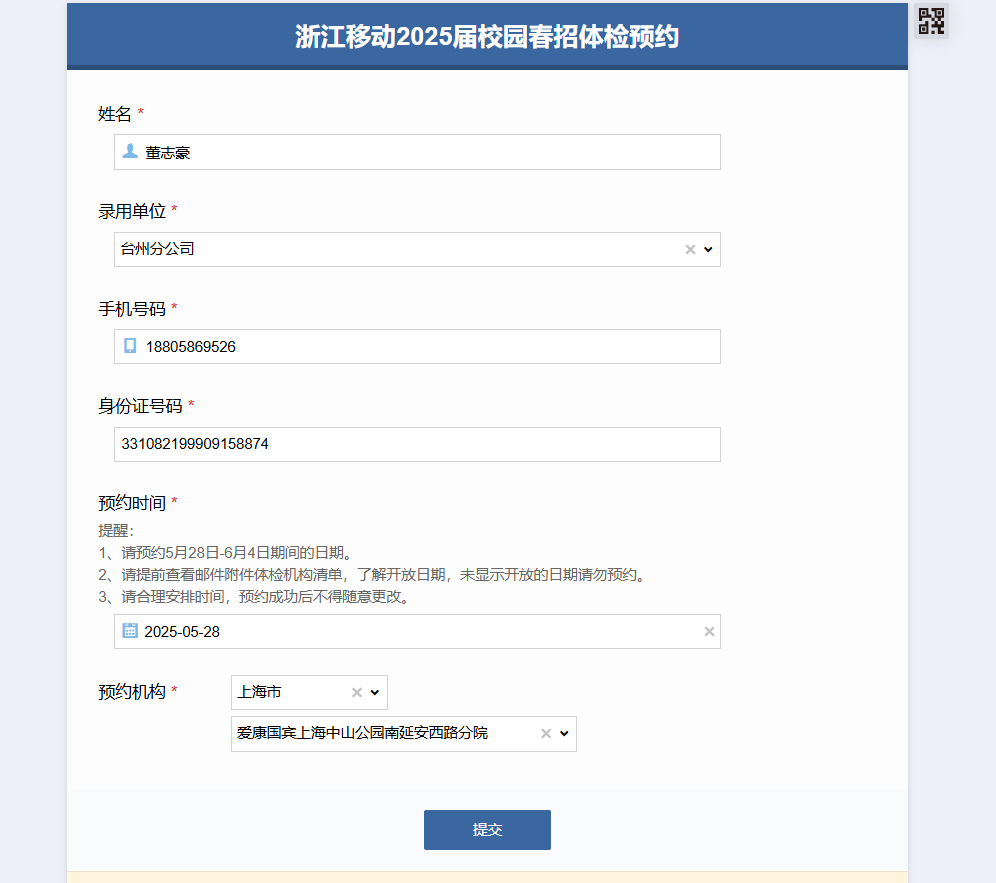 浙江移动2025届校园春招体检预约
姓名 *
董志豪
录用单位 *
台州分公司
手机号码 *
18805869526
身份证号码 *
331082199909158874
预约时间 *
提醒：
1、请预约5月28日-6月4日期间的日期。
2、请提前查看邮件附件体检机构清单，了解开放日期，未显示开放的日期请勿预约。
3、请合理安排时间，预约成功后不得随意更改。
2025-05-28
预约机构 *
上海市
爱康国宾上海中山公园南延安西路分院
提交